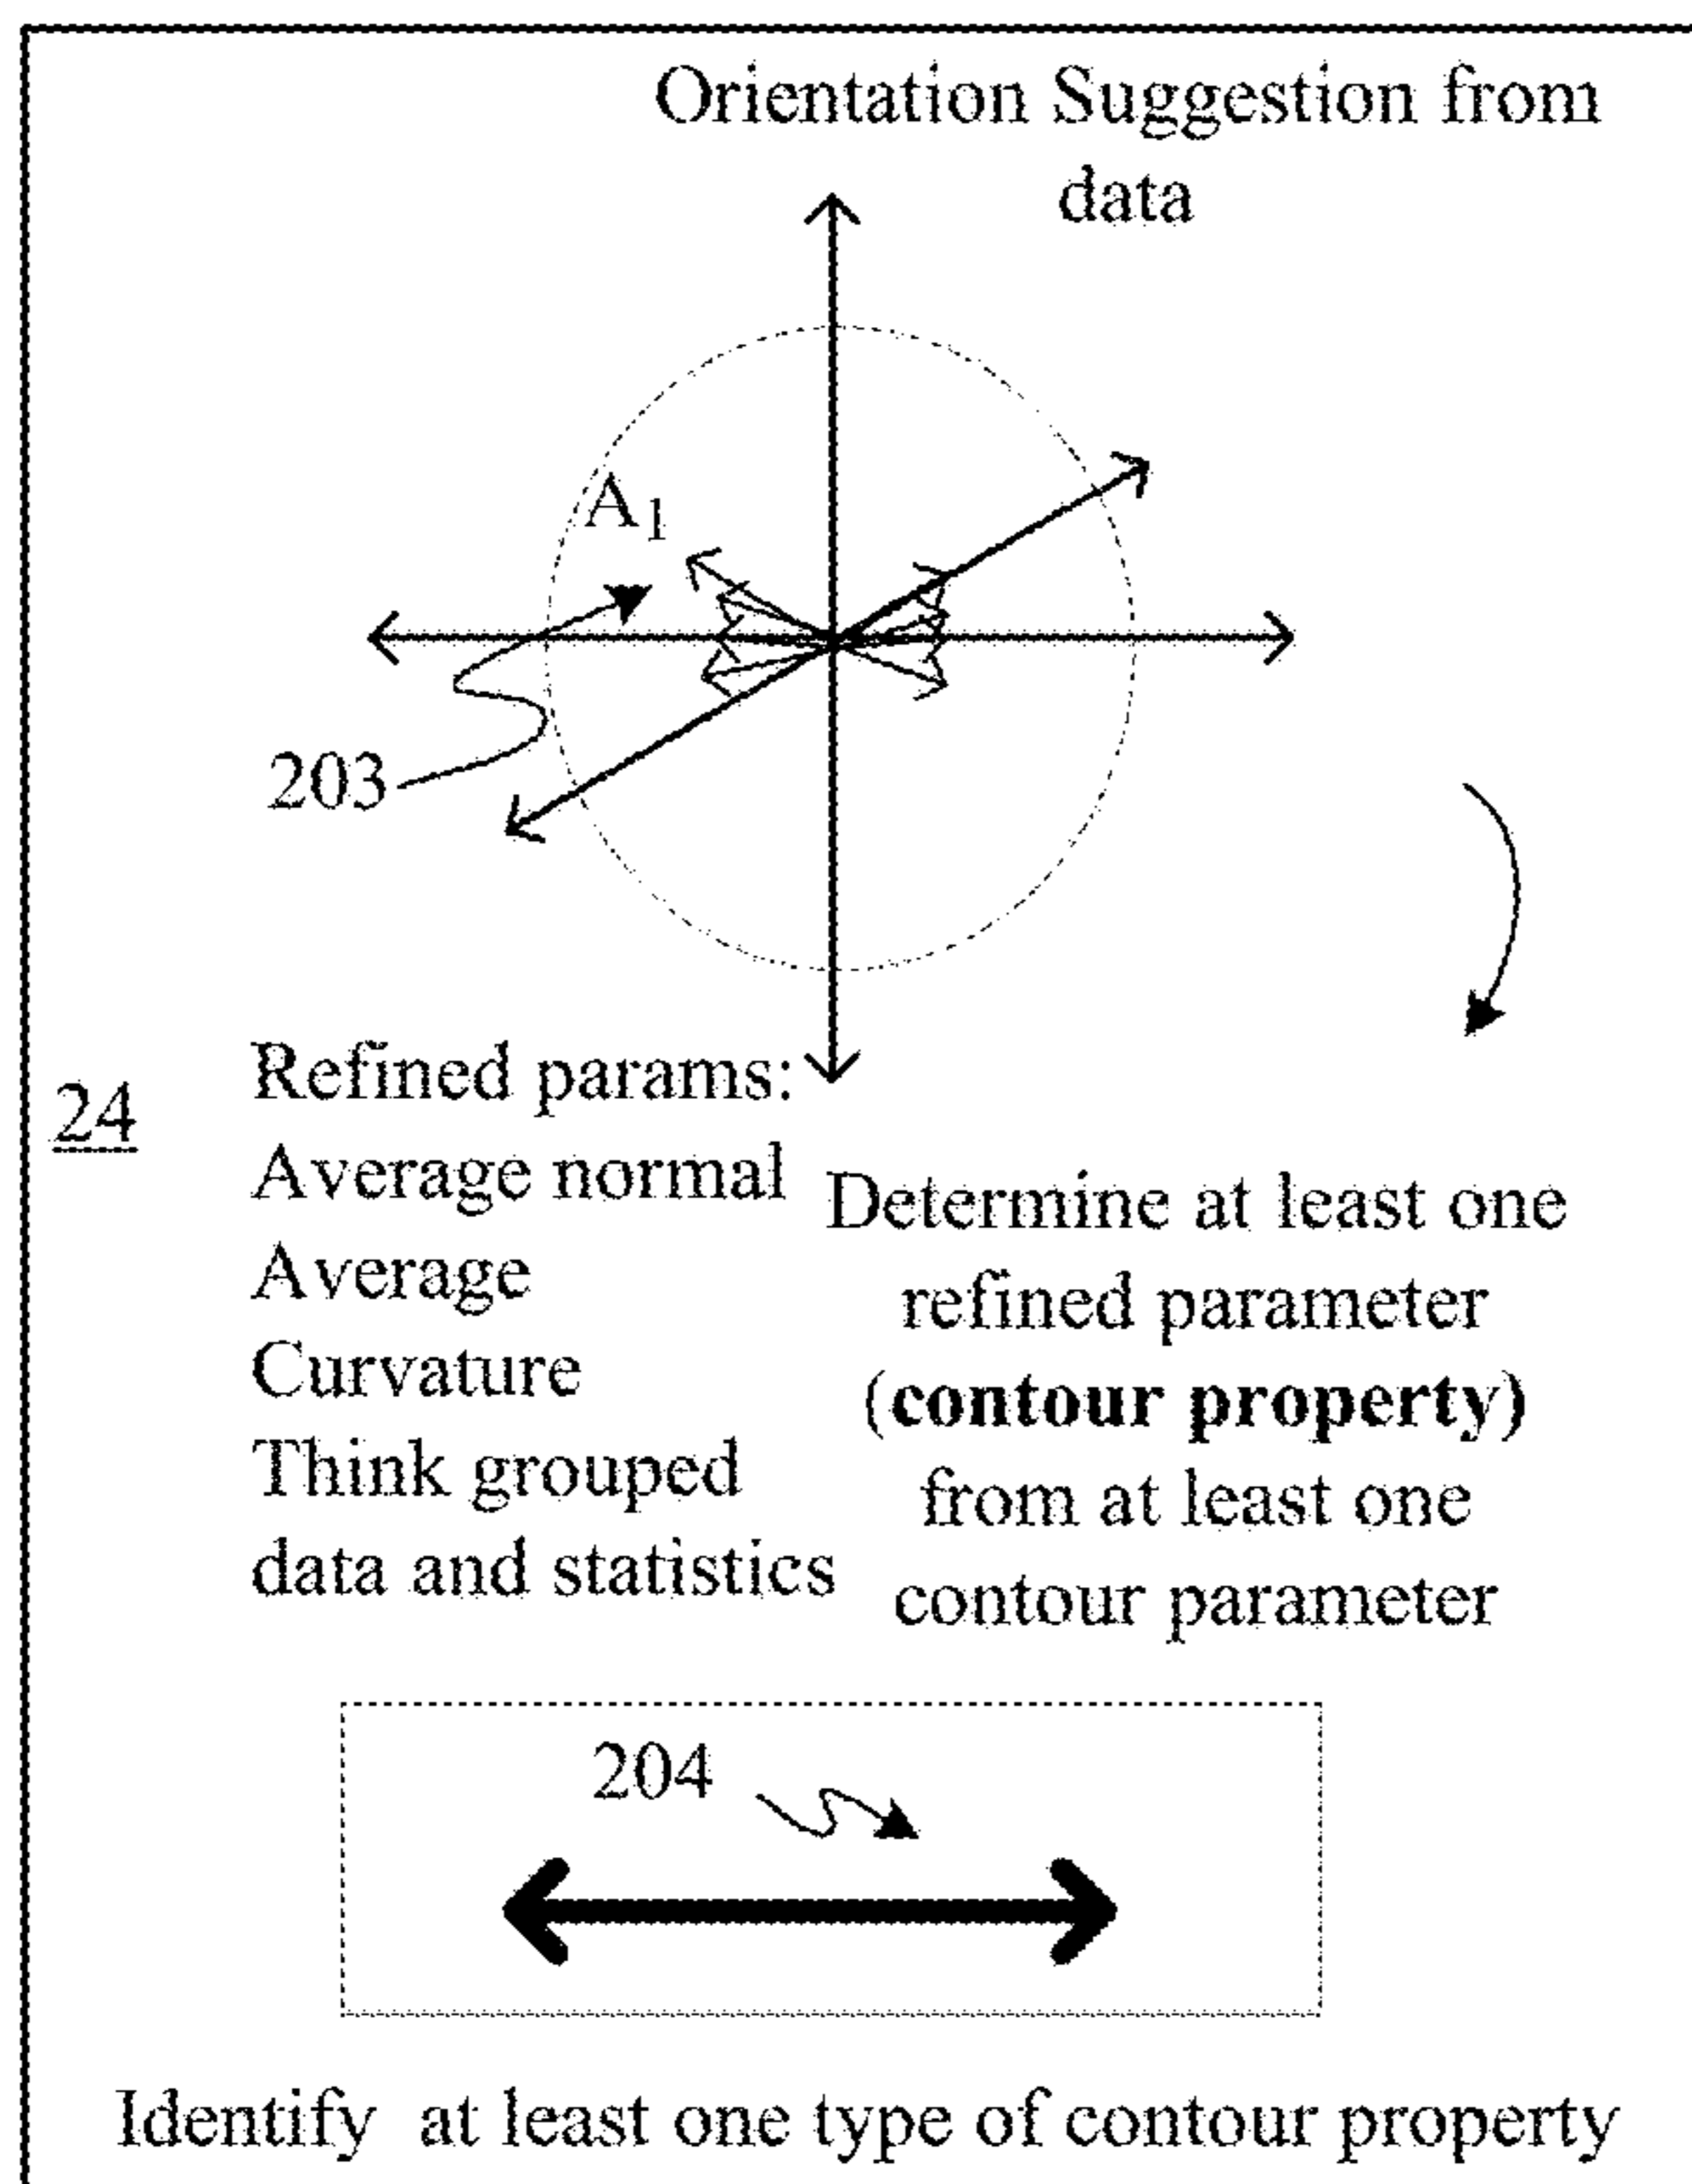 Orientation Suggestion from
data
A1
203
24
Refined params:
Average normal
Average
Curvature
Think grouped
data and statistics
Determine at least one
refined parameter
(contour property)
from at least one
contour parameter
204
Identify at least one type of contour property